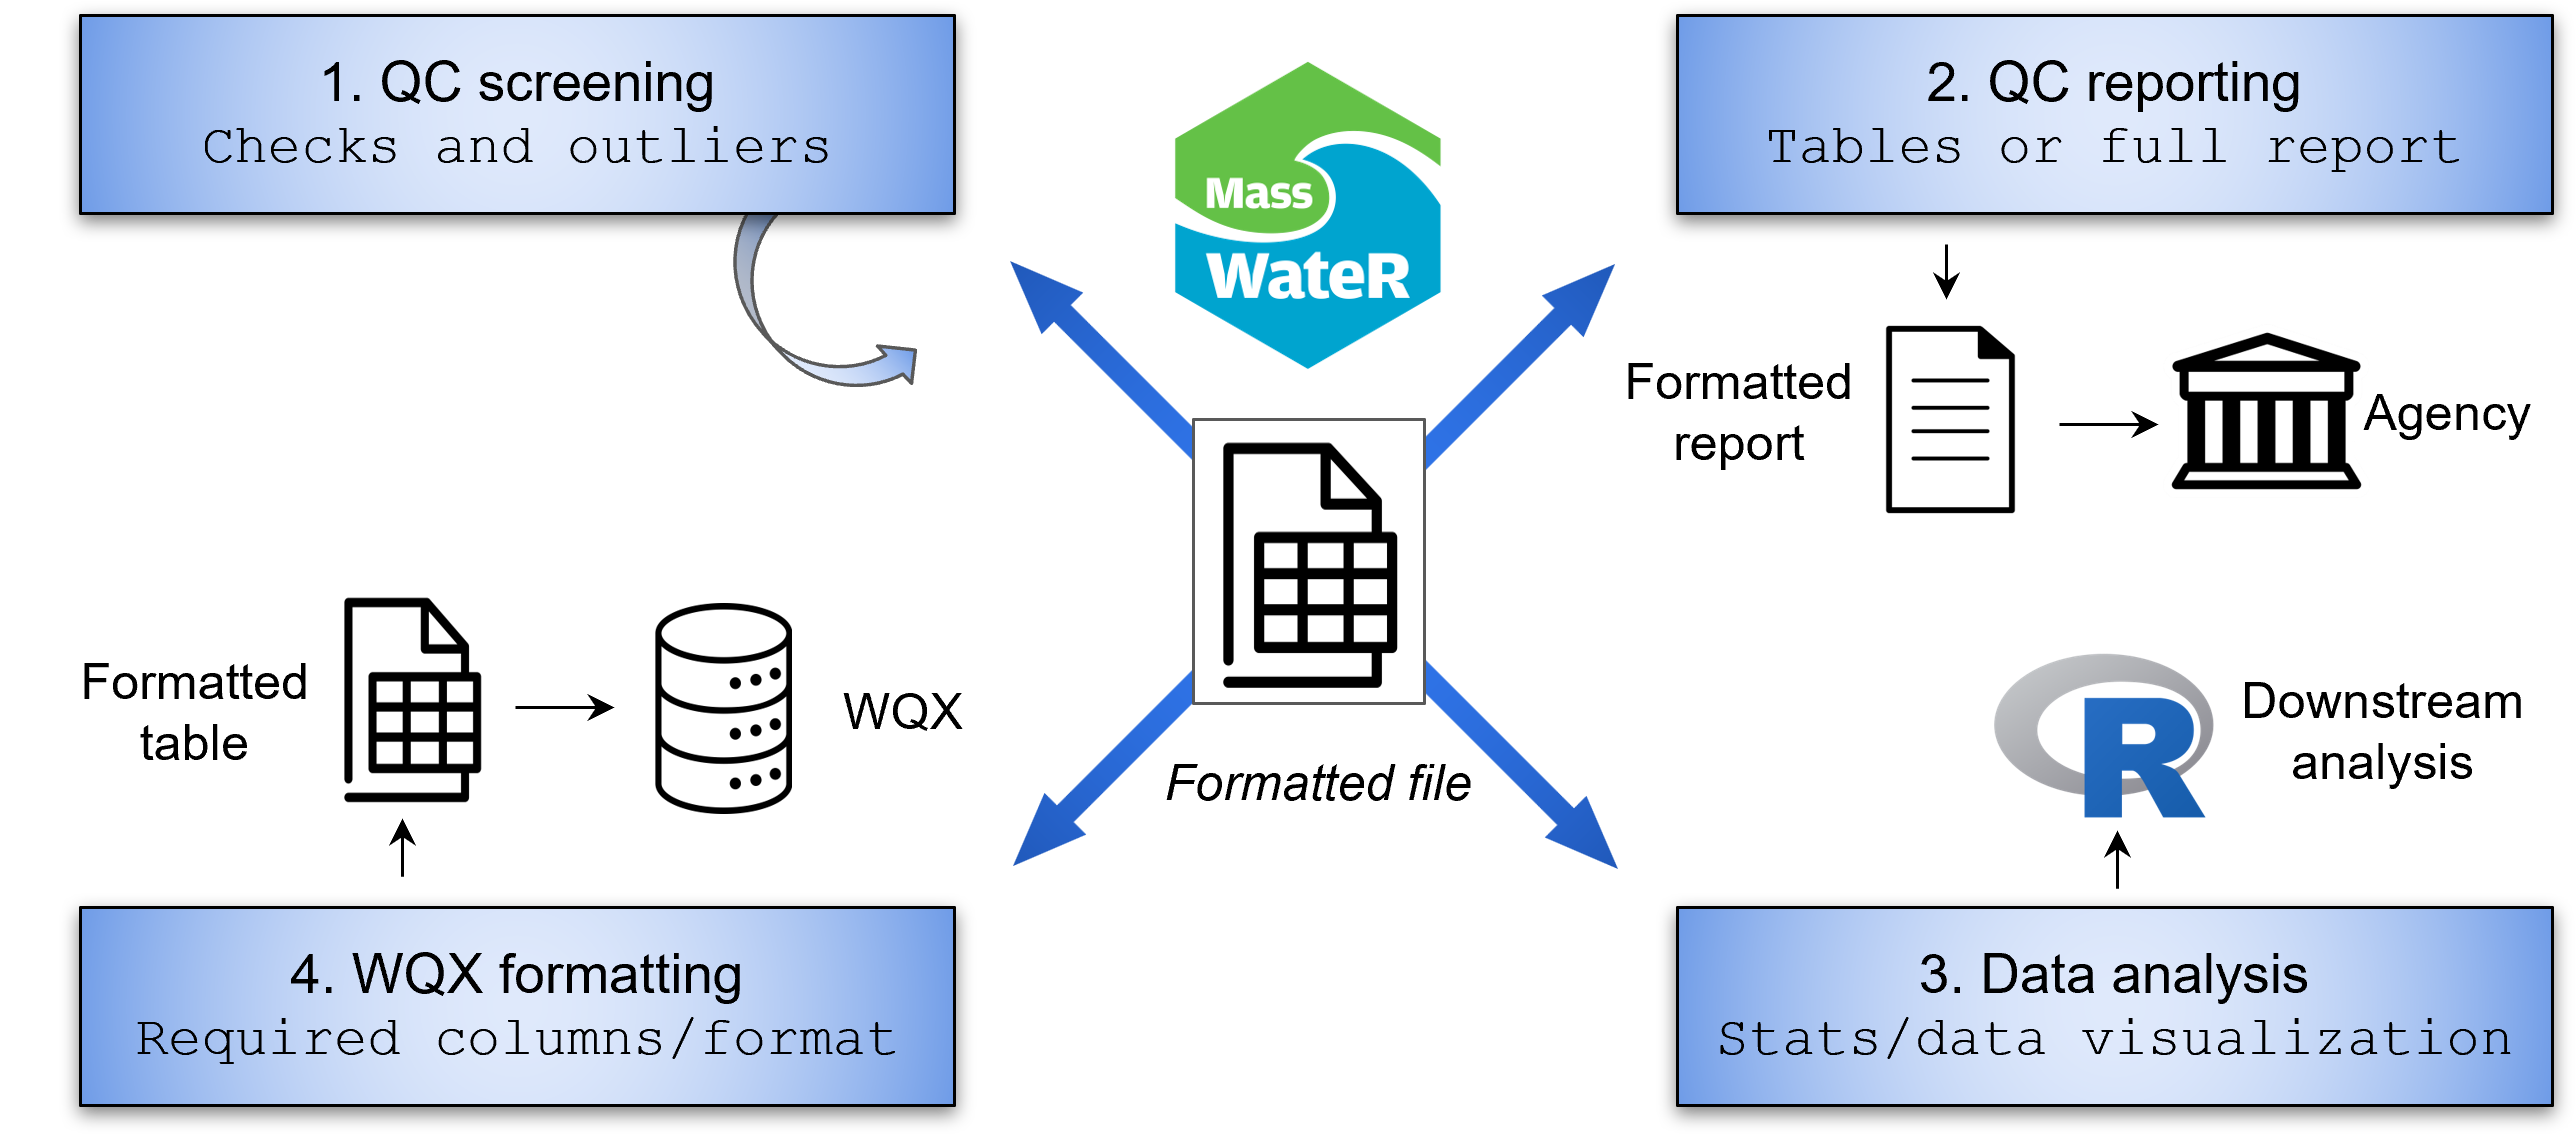 1. QC screening
Checks and outliers
Mass
WateR
2. QC reporting
Tables or full report
Formatted
report
Agency
Formatted
table
WQX
Formatted file
R
Downstream
analysis
4. WQX formatting
Required columns/format
3. Data analysis
Stats/data visualization